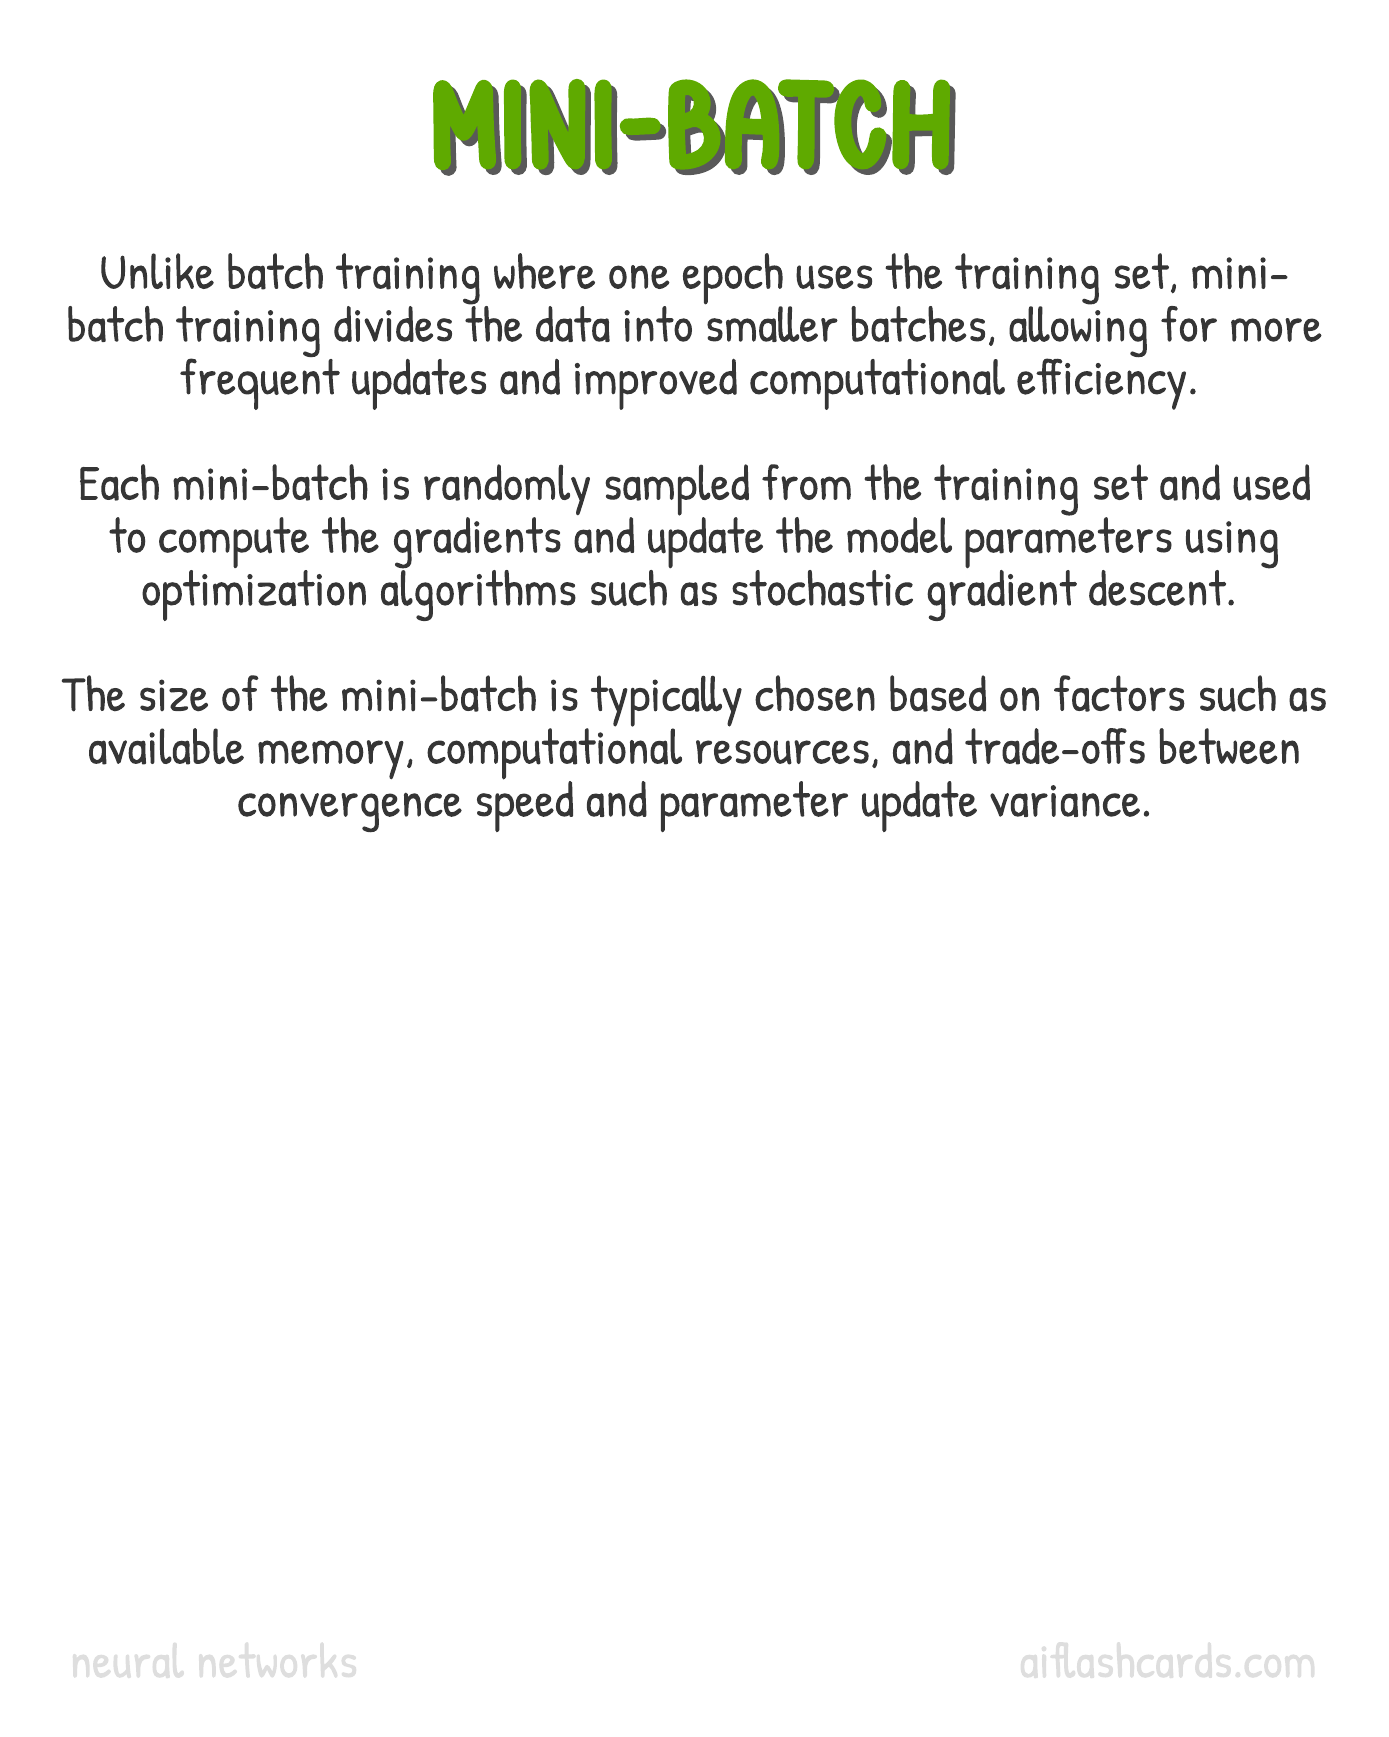 MINI-BATCH
Unlike batch training where one epoch uses the training set, mini-
batch training divides the data into smaller batches, allowing for more
frequent updates and improved computational efficiency.
Each mini-batch is randomly sampled from the training set and used
to compute the gradients and update the model parameters using
optimization algorithms such as stochastic gradient descent.
The size of the mini-batch is typically chosen based on factors such as
available memory, computational resources, and trade-offs between
convergence speed and parameter update variance.
neural networks
aiflashcards.com